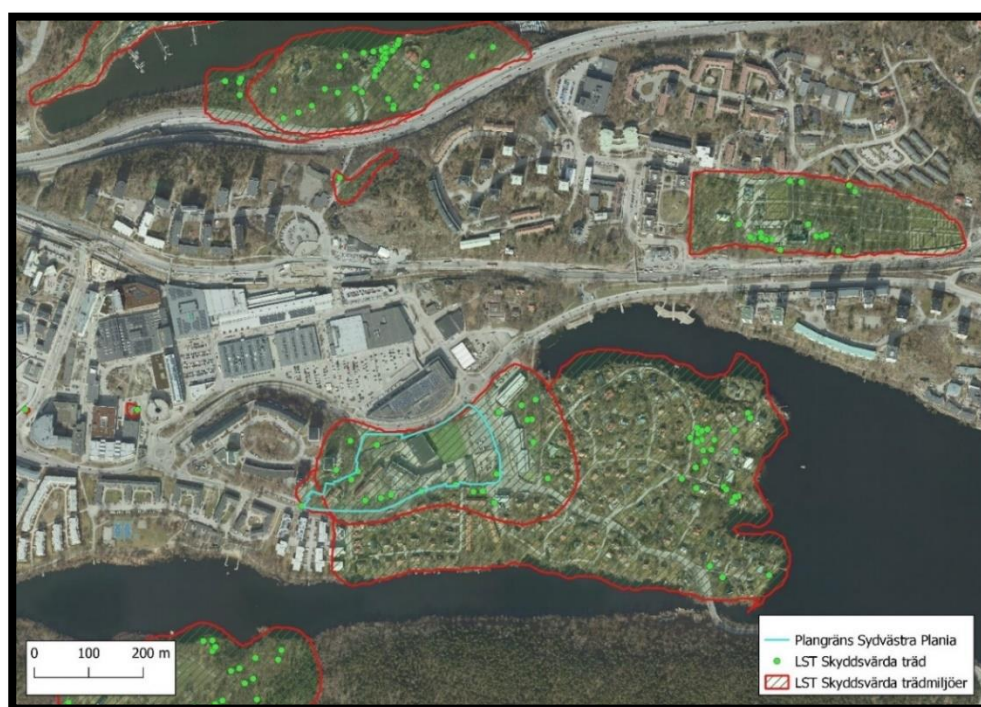 0 100 200 m
Plangräns Sydvästra Plania
LST Skyddsvärda träd
LST Skyddsvärda trädmiljöer